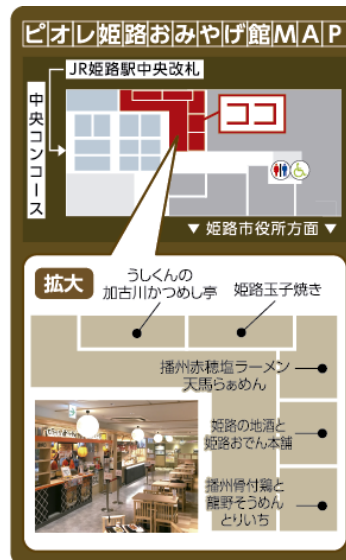 ピオレ姫路おみやげ館MAP
JR姫路駅中央改札
中央コンコース
ココ
▼ 姫路市役所方面 ▼
拡大
うしくんの
加古川かつめし亭
姫路玉子焼き
播州赤穂塩ラーメン
天馬らぁめん
姫路の地酒と
姫路おでん本舗
播州骨付鶏と
龍野そうめん
とりいち